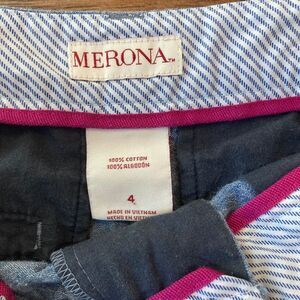 MERONA™
100% COTTON
100% ALGODÓN
4
MADE IN VIETNAM
HECHO EN VIETNAM